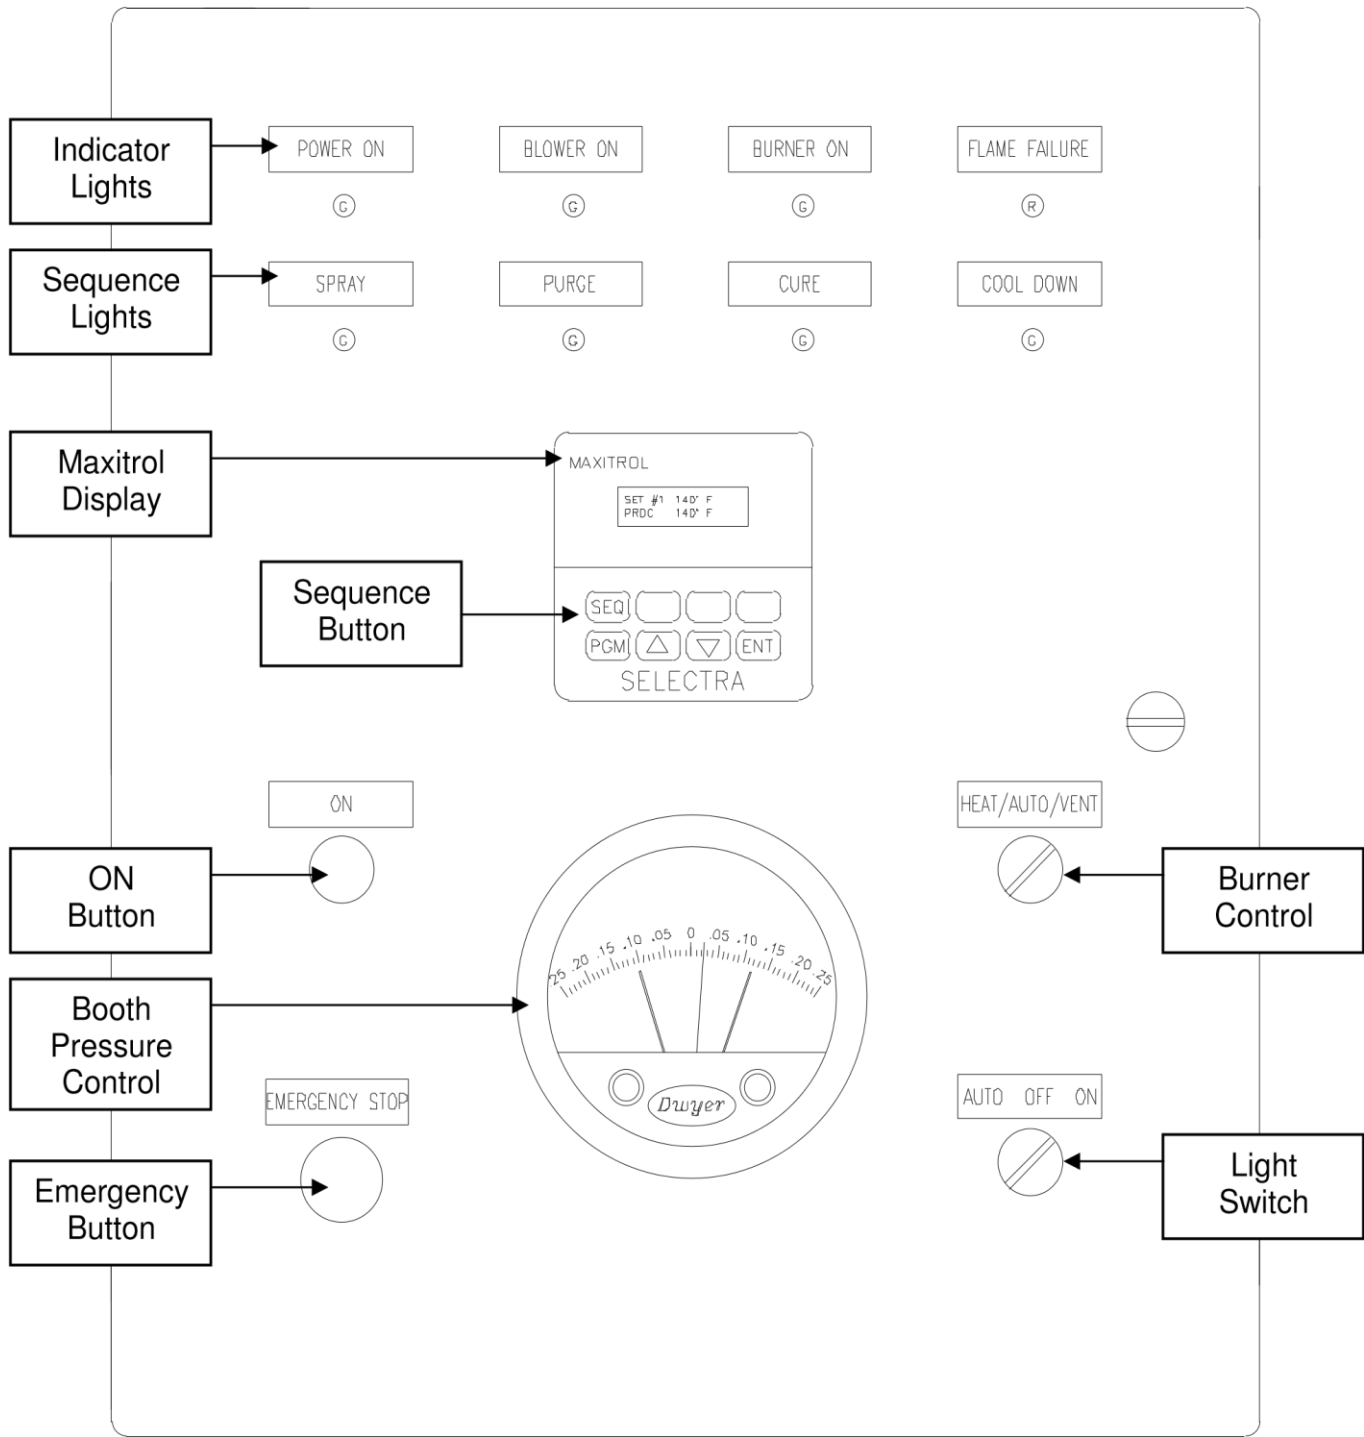 Indicator
Lights
POWER ON
BLOWER ON
BURNER ON
FLAME FAILURE
G
G
G
R
Sequence
Lights
SPRAY
PURGE
CURE
COOL DOWN
G
G
G
G
Maxitrol
Display
MAXITROL
SET #1 140° F
PRDC 140° F
Sequence
Button
SEQ
PGM
ENT
SELECTRA
ON
HEAT/AUTO/VENT
ON
Button
Burner
Control
.25 .20 .15 .10 .05 0 .05 .10 .15 .20 .25
Booth
Pressure
Control
Dwyer
EMERGENCY STOP
AUTO OFF ON
Emergency
Button
Light
Switch